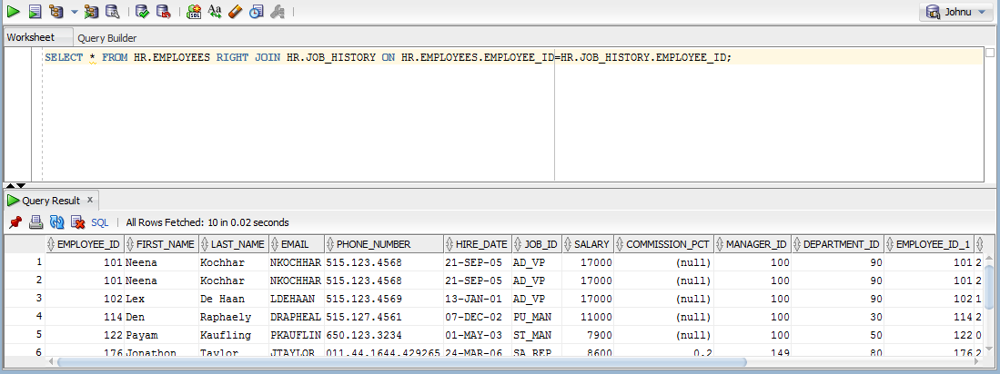 Johnu
Worksheet Query Builder
SELECT * FROM HR.EMPLOYEES RIGHT JOIN HR.JOB_HISTORY ON HR.EMPLOYEES.EMPLOYEE_ID=HR.JOB_HISTORY.EMPLOYEE_ID;
Query Result x
SQL | All Rows Fetched: 10 in 0.02 seconds
EMPLOYEE_ID FIRST_NAME LAST_NAME EMAIL PHONE_NUMBER HIRE_DATE JOB_ID SALARY COMMISSION_PCT MANAGER_ID DEPARTMENT_ID EMPLOYEE_ID_1
1 101 Neena Kochhar NKOCHHAR 515.123.4568 21-SEP-05 AD_VP 17000 (null) 100 90 101 2
2 101 Neena Kochhar NKOCHHAR 515.123.4568 21-SEP-05 AD_VP 17000 (null) 100 90 101 2
3 102 Lex De Haan LDEHAAN 515.123.4569 13-JAN-01 AD_VP 17000 (null) 100 90 102 1
4 114 Den Raphaely DRAPHEAL 515.127.4561 07-DEC-02 PU_MAN 11000 (null) 100 30 114 2
5 122 Payam Kaufling PKAUFLIN 650.123.3234 01-MAY-03 ST_MAN 7900 (null) 100 50 122 0
6 176 Jonathon Taylor JTAYLOR 011.44.1644.429265 24-MAR-06 SA_REP 8600 0.2 149 80 176 2